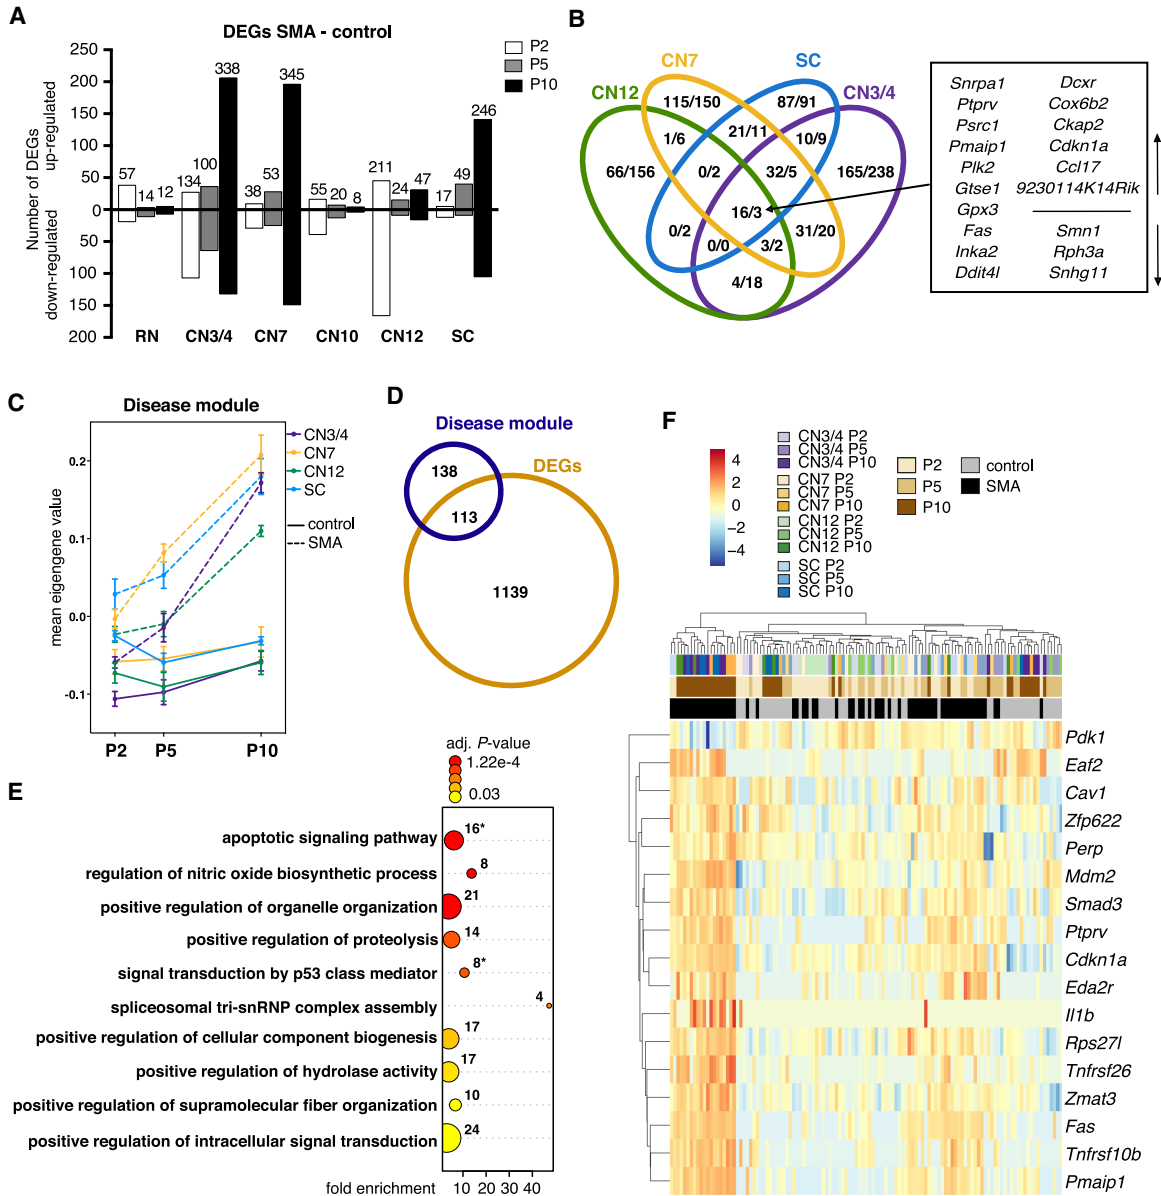 A
DEGs SMA - control
P2
P5
P10
Number of DEGs
up-regulated
down-regulated
250
200
150
100
50
0
50
100
150
200
57
14
12
134
100
338
38
53
345
55
20
8
211
24
47
17
49
246
RN
CN3/4
CN7
CN10
CN12
SC
B
CN7
SC
CN12
CN3/4
115/150
87/91
21/11
1/6
10/9
66/156
0/2
32/5
165/238
16/3
0/2
31/20
0/0
3/2
4/18
Snrpa1
Dcxr
Ptprv
Cox6b2
Psrc1
Ckap2
Pmaip1
Cdkn1a
Plk2
Ccl17
Gtse1
9230114K14Rik
Gpx3
Fas
Smn1
Inka2
Rph3a
Ddit4l
Snhg11
C
Disease module
mean eigengene value
0.2
0.1
0.0
-0.1
P2
P5
P10
CN3/4
CN7
CN12
SC
control
SMA
D
Disease module
DEGs
138
113
1139
E
adj. P-value
1.22e-4
0.03
apoptotic signaling pathway
16*
regulation of nitric oxide biosynthetic process
8
positive regulation of organelle organization
21
positive regulation of proteolysis
14
signal transduction by p53 class mediator
8*
spliceosomal tri-snRNP complex assembly
4
positive regulation of cellular component biogenesis
17
positive regulation of hydrolase activity
17
positive regulation of supramolecular fiber organization
10
positive regulation of intracellular signal transduction
24
fold enrichment
10 20 30 40
F
4
2
0
−2
−4
CN3/4 P2
CN3/4 P5
CN3/4 P10
CN7 P2
CN7 P5
CN7 P10
CN12 P2
CN12 P5
CN12 P10
SC P2
SC P5
SC P10
P2
P5
P10
control
SMA
Pdk1
Eaf2
Cav1
Zfp622
Perp
Mdm2
Smad3
Ptprv
Cdkn1a
Eda2r
Il1b
Rps27l
Tnfrsf26
Zmat3
Fas
Tnfrsf10b
Pmaip1